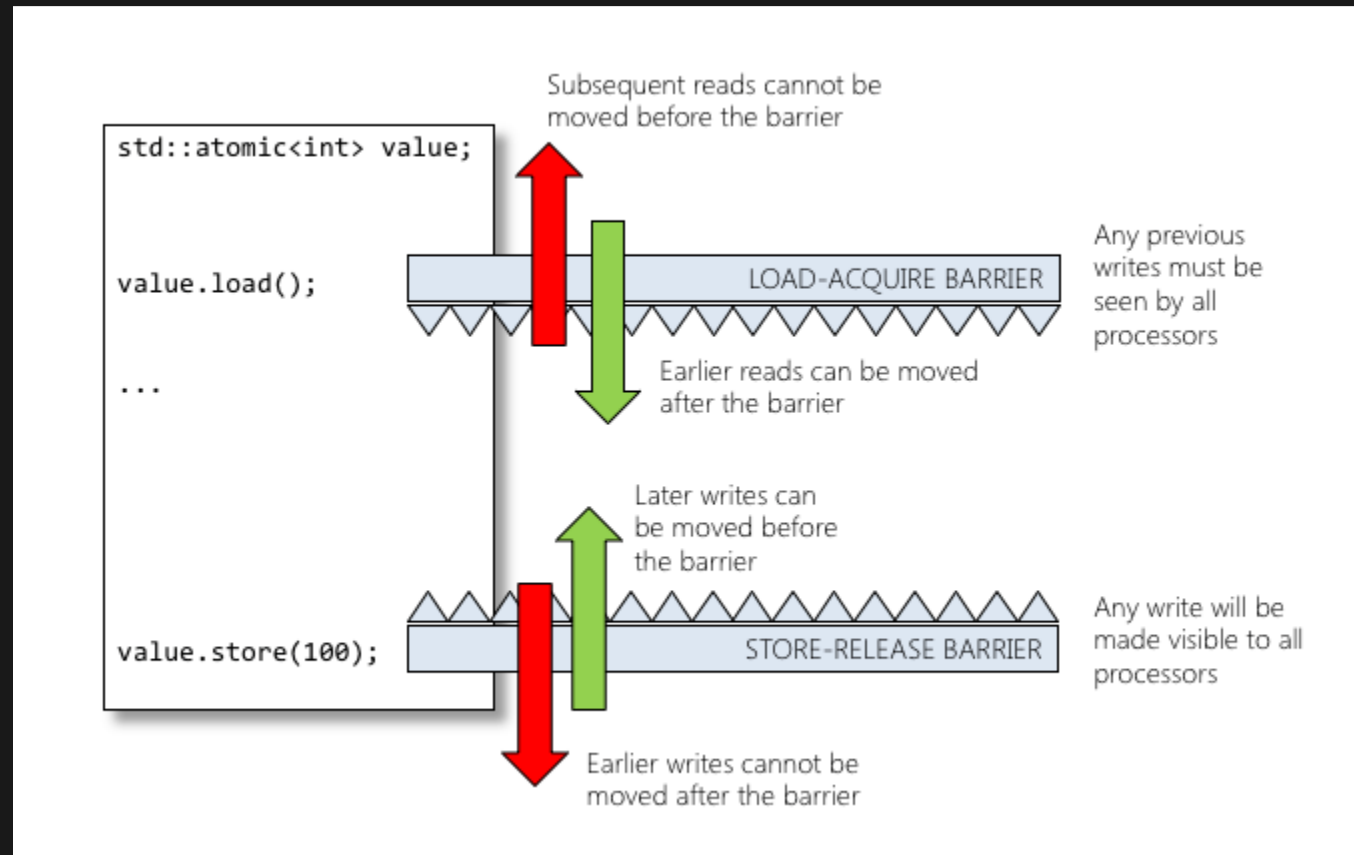 Subsequent reads cannot be
moved before the barrier
std::atomic<int> value;
value.load();
LOAD-ACQUIRE BARRIER
Any previous
writes must be
seen by all
processors
Earlier reads can be moved
after the barrier
...
Later writes can
be moved before
the barrier
value.store(100);
STORE-RELEASE BARRIER
Any write will be
made visible to all
processors
Earlier writes cannot be
moved after the barrier